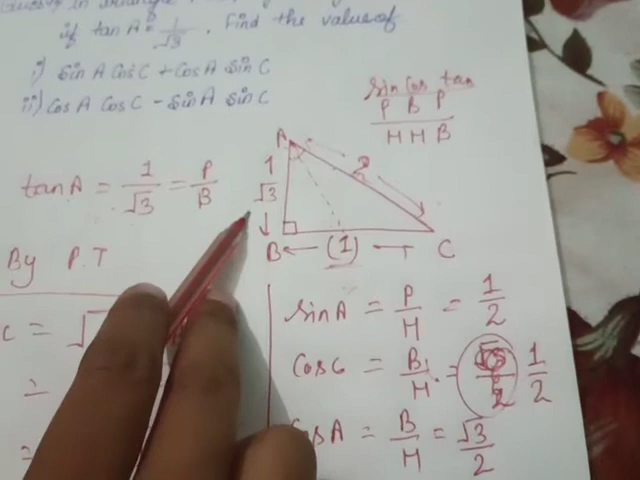 in
if tan A = 1/√3 . Find the value of
i) Sin A Cos C + Cos A Sin C
ii) Cos A Cos C - Sin A Sin C
Sin Cos tan
P B P
H H B
tan A = 1/√3 = P/B
A
1
√3
2
B (1) C
By P.T
C = √
=
=
Sin A = P/H = 1/2
Cos C = B/H = 1/2
Cos A = B/H = √3/2